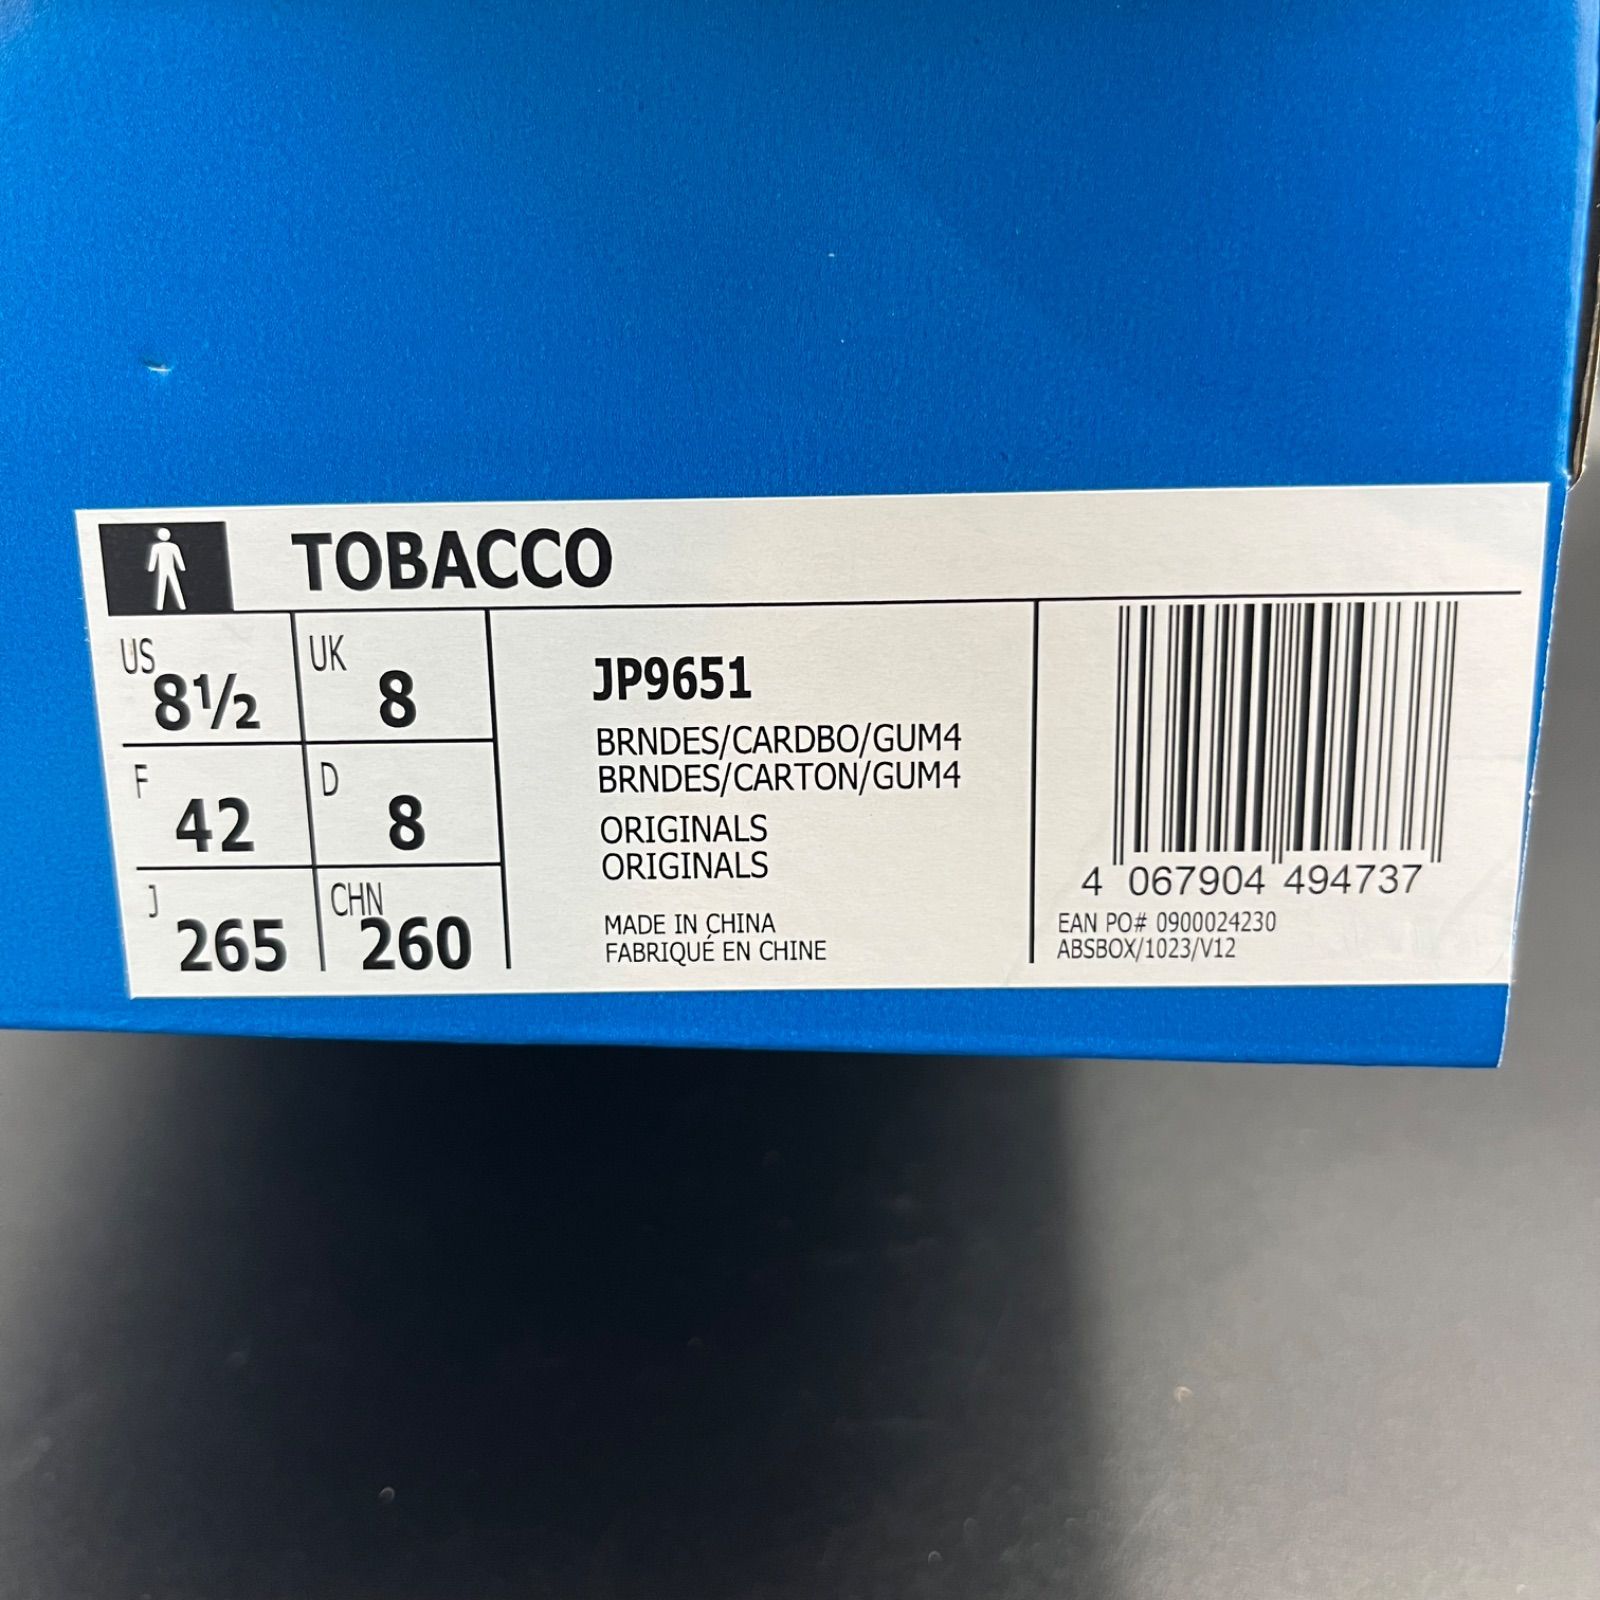 TOBACCO
US
8½
UK
8
F
42
D
8
J
265
CHN
260
JP9651
BRNDES/CARDBO/GUM4
BRNDES/CARTON/GUM4
ORIGINALS
ORIGINALS
MADE IN CHINA
FABRIQUÉ EN CHINE
4 067904 494737
EAN PO# 0900024230
ABSBOX/1023/V12